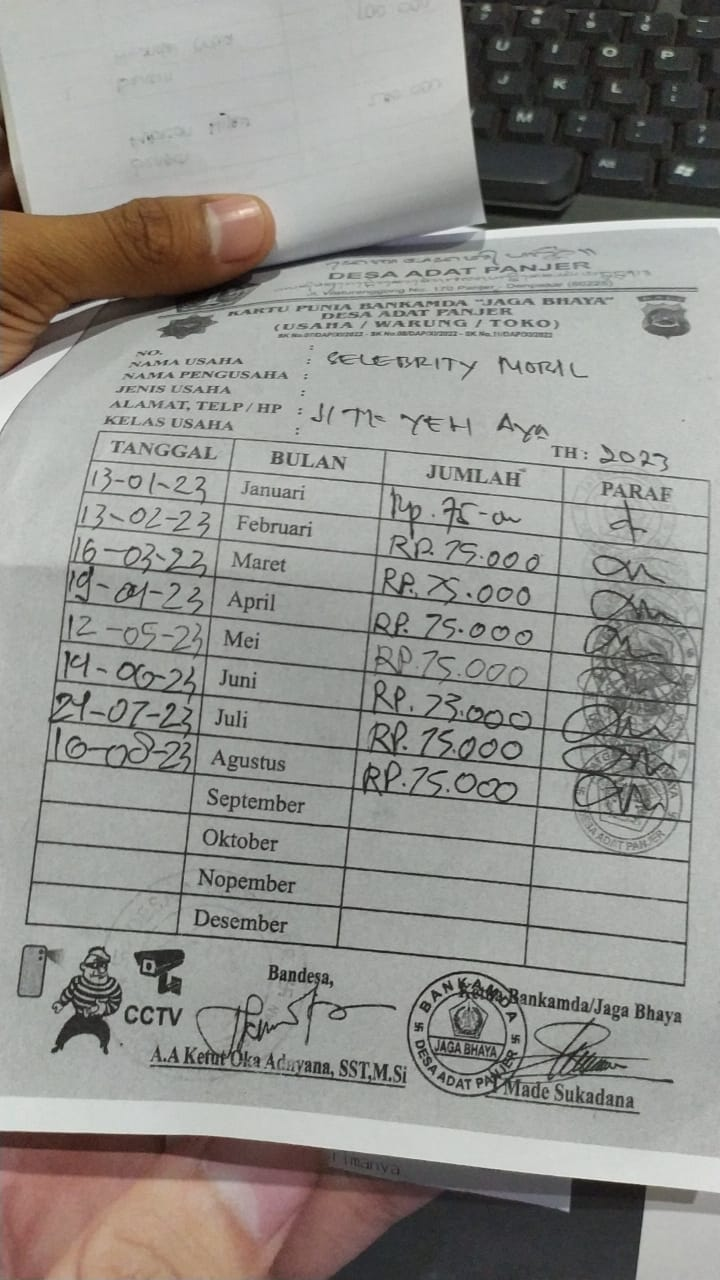 DESA ADAT PANJER
KARTU PUNIA BANKAMDA "JAGA BHAYA"
DESA ADAT PANJER
(USAHA / WARUNG / TOKO)
NO.
NAMA USAHA : SELEBRITY MOBIL
NAMA PENGUSAHA :
JENIS USAHA :
ALAMAT, TELP / HP : Jl Tk YEH Aya
KELAS USAHA :
TH : 2023
TANGGAL BULAN JUMLAH PARAF
13-01-23 Januari Rp. 75-
13-02-23 Februari RP. 75.000
16-03-23 Maret RP. 75.000
19-04-23 April RP. 75.000
12-05-23 Mei RP. 75.000
14-06-23 Juni RP. 75.000
21-07-23 Juli RP. 75.000
10-08-23 Agustus RP. 75.000
September
Oktober
Nopember
Desember
CCTV
Bandesa,
A.A Ketut Oka Adnyana, SST,M.Si
Ketua Bankamda/Jaga Bhaya
BANKAMDA
JAGA BHAYA
DESA ADAT PANJER
I Made Sukadana